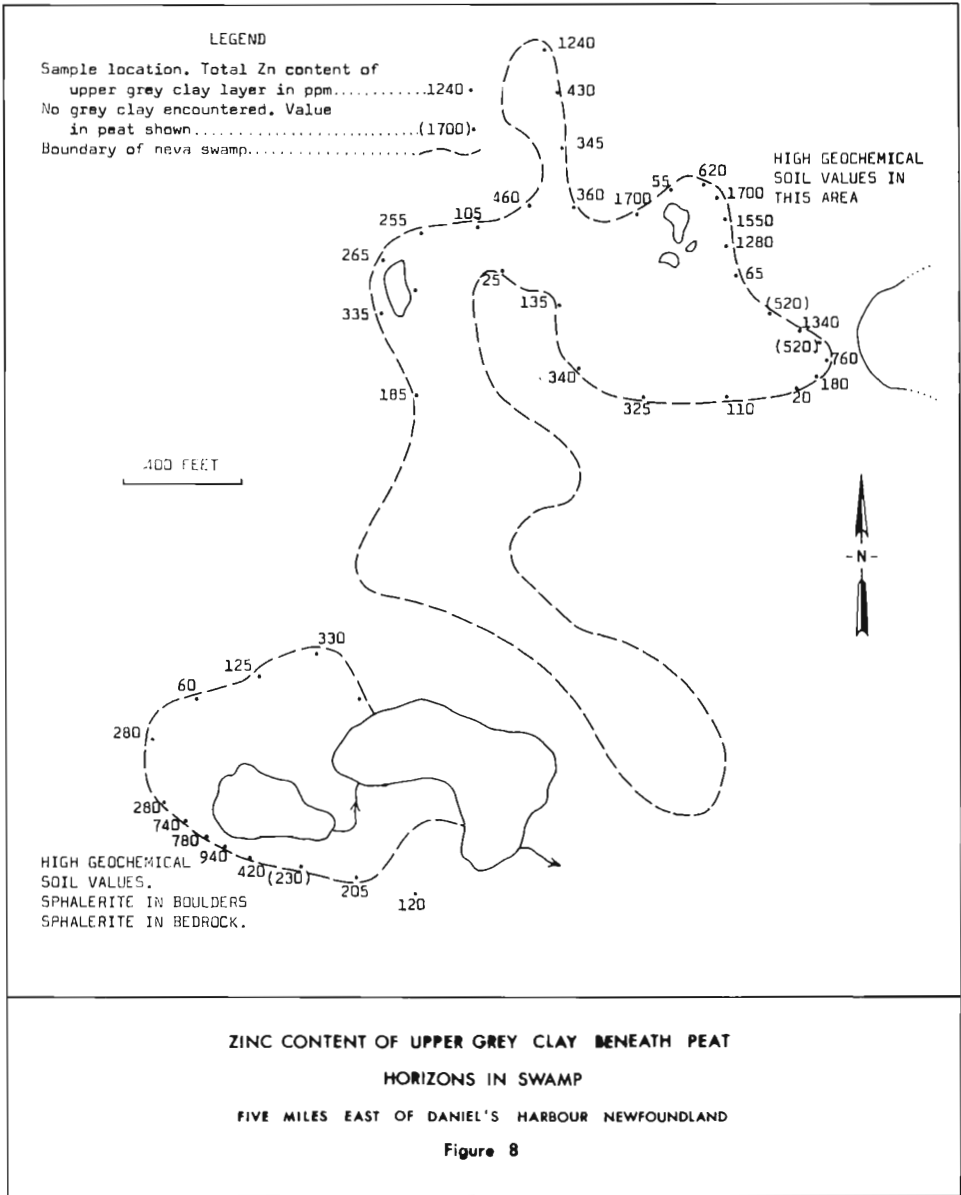 LEGEND
Sample location. Total Zn content of
upper grey clay layer in ppm............1240.
No grey clay encountered. Value
in peat shown..........................(1700).
Boundary of neva swamp..................
1240
430
345
HIGH GEOCHEMICAL
SOIL VALUES IN
THIS AREA
620
55
1700
1700
360
460
1550
105
255
1280
265
65
25
135
(520)
335
1340
(520)
760
340
180
185
325
110
20
400 FEET
-N-
330
125
60
280
280
740
780
940
420
(230)
205
120
HIGH GEOCHEMICAL
SOIL VALUES.
SPHALERITE IN BOULDERS
SPHALERITE IN BEDROCK.
ZINC CONTENT OF UPPER GREY CLAY BENEATH PEAT
HORIZONS IN SWAMP
FIVE MILES EAST OF DANIEL'S HARBOUR NEWFOUNDLAND
Figure 8